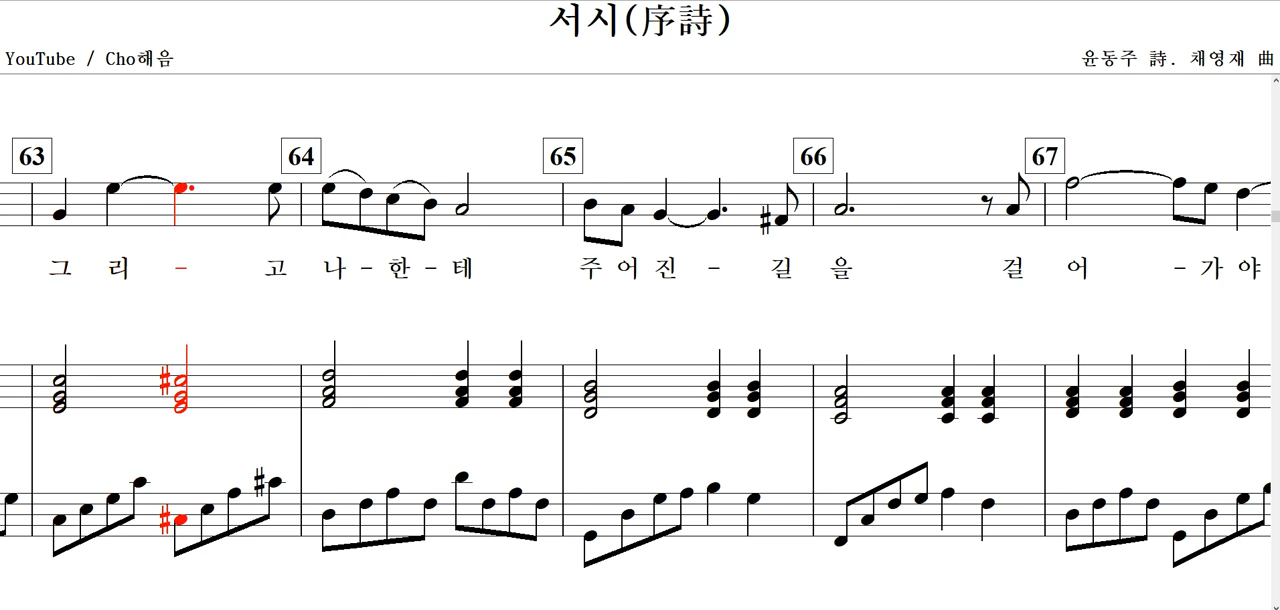 서시(序詩)
YouTube / Cho해음
윤동주 詩. 채영재 曲
63 64 65 66 67
그 리 - 고 나 - 한 - 테 주 어 진 - 길 을 걸 어 - 가 야